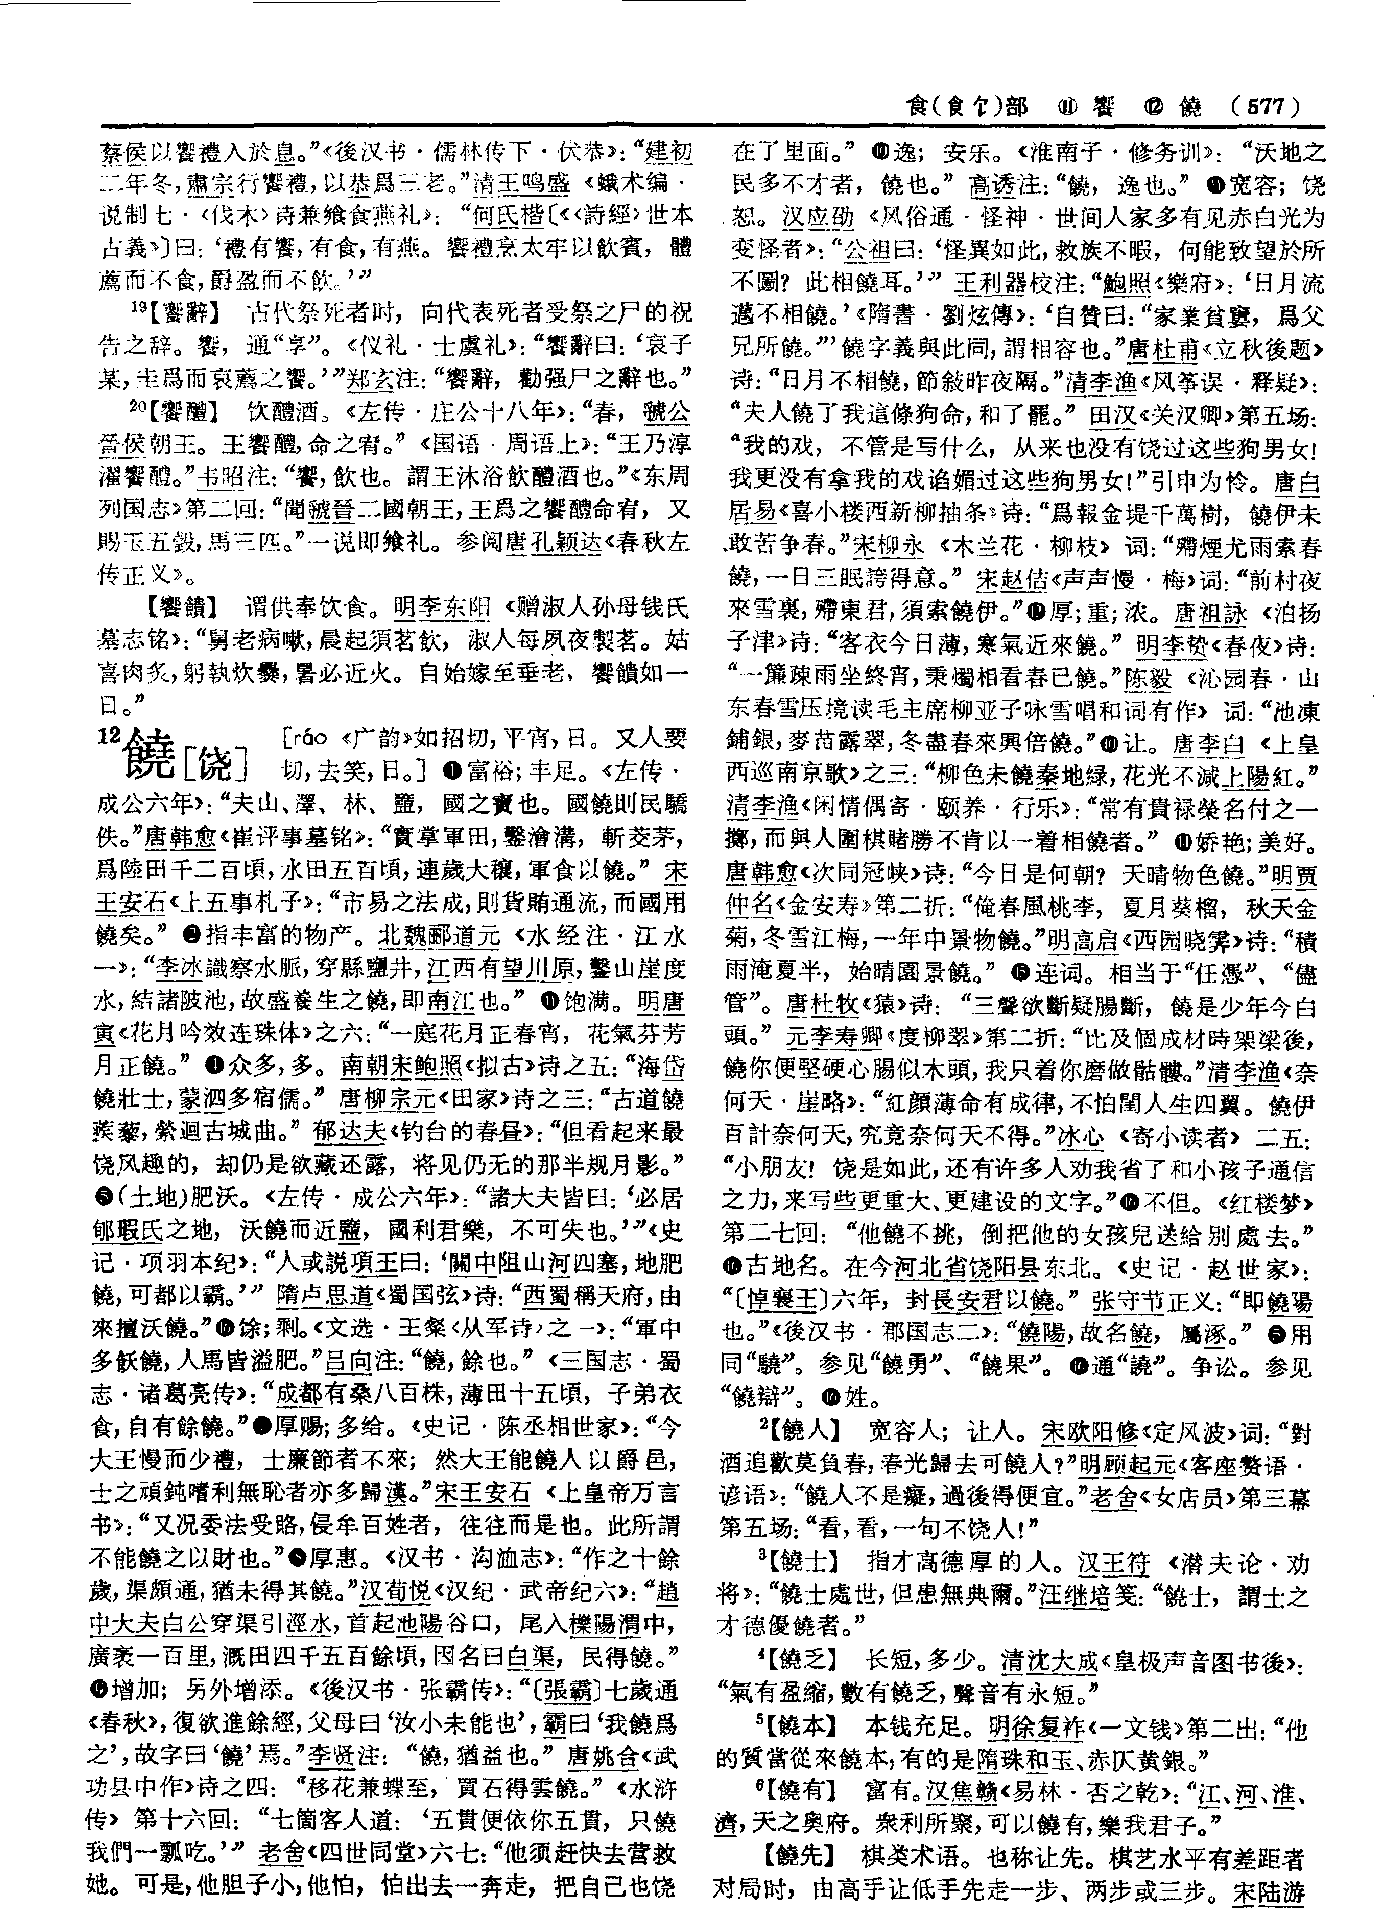 食(食饣)部 ⑪ 饗 ⑫ 饒 (577)
蔡侯以饗禮入於息。”《後汉书·儒林传下·伏恭》：“建初
二年冬，肅宗行饗禮，以恭爲三老。”清王鸣盛《蛾术编·
说制七·〈伐木〉诗兼飨食燕礼》：“何氏楷〔《〈詩經〉世本
古義》〕曰：‘禮有饗，有食，有燕。饗禮烹太牢以飲賓，體
薦而不食，爵盈而不飲。’”
¹⁹【饗辭】 古代祭死者时，向代表死者受祭之尸的祝
告之辞。饗，通“享”。《仪礼·士虞礼》：“饗辭曰：‘哀子
某，圭爲而哀薦之饗。’”郑玄注：“饗辭，勸强尸之辭也。”
²⁰【饗醴】 饮醴酒。《左传·庄公十八年》：“春，虢公
晉侯朝王。王饗醴，命之宥。”《国语·周语上》：“王乃淳
濯饗醴。”韦昭注：“饗，飲也。謂王沐浴飲醴酒也。”《东周
列国志》第二回：“聞虢晉二國朝王，王爲之饗醴命宥，又
賜玉五瑴，馬三匹。”一说即飨礼。参阅唐孔颖达《春秋左
传正义》。
【饗饋】 谓供奉饮食。明李东阳《赠淑人孙母钱氏
墓志铭》：“舅老病嗽，晨起須茗飲，淑人每夙夜製茗。姑
喜肉炙，躬執炊爨，暑必近火。自始嫁至垂老，饗饋如一
日。”
12饒[饶] [ráo《广韵》如招切，平宵，日。又人要
切，去笑，日。] ❶富裕；丰足。《左传·
成公六年》：“夫山、澤、林、鹽，國之寶也。國饒則民驕
佚。”唐韩愈《崔评事墓铭》：“實掌軍田，鑿澮溝，斬茭茅，
爲陸田千二百頃，水田五百頃，連歲大穰，軍食以饒。”宋
王安石《上五事札子》：“市易之法成，則貨賄通流，而國用
饒矣。” ❷指丰富的物产。北魏郦道元《水经注·江水
一》：“李冰識察水脈，穿縣鹽井，江西有望川原，鑿山崖度
水，結諸陂池，故盛養生之饒，即南江也。” ❸饱满。明唐
寅《花月吟效连珠体》之六：“一庭花月正春宵，花氣芬芳
月正饒。” ❹众多，多。南朝宋鲍照《拟古》诗之五：“海岱
饒壯士，蒙泗多宿儒。”唐柳宗元《田家》诗之三：“古道饒
蒺藜，縈迴古城曲。”郁达夫《钓台的春昼》：“但看起来最
饶风趣的，却仍是欲藏还露，将见仍无的那半规月影。”
❺(土地)肥沃。《左传·成公六年》：“諸大夫皆曰：‘必居
郇瑕氏之地，沃饒而近鹽，國利君樂，不可失也。’”《史
记·项羽本纪》：“人或説項王曰：‘關中阻山河四塞，地肥
饒，可都以霸。’”隋卢思道《蜀国弦》诗：“西蜀稱天府，由
來擅沃饒。”❻馀；剩。《文选·王粲〈从军诗〉之一》：“軍中
多飫饒，人馬皆溢肥。”吕向注：“饒，餘也。”《三国志·蜀
志·诸葛亮传》：“成都有桑八百株，薄田十五頃，子弟衣
食，自有餘饒。”❼厚赐；多给。《史记·陈丞相世家》：“今
大王慢而少禮，士廉節者不來；然大王能饒人以爵邑，
士之頑鈍嗜利無恥者亦多歸漢。”宋王安石《上皇帝万言
书》：“又况委法受賂，侵牟百姓者，往往而是也。此所謂
不能饒之以財也。”❽厚惠。《汉书·沟洫志》：“作之十餘
歲，渠頗通，猶未得其饒。”汉荀悦《汉纪·武帝纪六》：“趙
中大夫白公穿渠引涇水，首起池陽谷口，尾入櫟陽渭中，
廣袤一百里，溉田四千五百餘頃，因名曰白渠，民得饒。”
❾增加；另外增添。《後汉书·张霸传》：“〔張霸〕七歲通
《春秋》，復欲進餘經，父母曰‘汝小未能也’，霸曰‘我饒爲
之’，故字曰‘饒’焉。”李贤注：“饒，猶益也。”唐姚合《武
功县中作》诗之四：“移花兼蝶至，買石得雲饒。”《水浒
传》第十六回：“七箇客人道：‘五貫便依你五貫，只饒
我們一瓢吃。’”老舍《四世同堂》六七：“他须赶快去营救
她。可是，他胆子小，他怕，怕出去一奔走，把自己也饶
在了里面。” ❿逸；安乐。《淮南子·修务训》：“沃地之
民多不才者，饒也。”高诱注：“饒，逸也。” ⓫宽容；饶
恕。汉应劭《风俗通·怪神·世间人家多有见赤白光为
变怪者》：“公祖曰：‘怪異如此，救族不暇，何能致望於所
不圖？此相饒耳。’”王利器校注：“鮑照《樂府》：‘日月流
邁不相饒。’《隋書·劉炫傳》：‘自贊曰：“家業貧窶，爲父
兄所饒。”’饒字義與此同，謂相容也。”唐杜甫《立秋後题》
诗：“日月不相饒，節敍昨夜隔。”清李渔《风筝误·释疑》：
“夫人饒了我這條狗命，和了罷。”田汉《关汉卿》第五场：
“我的戏，不管是写什么，从来也没有饶过这些狗男女！
我更没有拿我的戏谄媚过这些狗男女！”引申为怜。唐白
居易《喜小楼西新柳抽条》诗：“爲報金堤千萬樹，饒伊未
敢苦争春。”宋柳永《木兰花·柳枝》词：“殢煙尤雨索春
饒，一日三眠誇得意。”宋赵佶《声声慢·梅》词：“前村夜
來雪裏，殢東君，須索饒伊。”⓬厚；重；浓。唐祖詠《泊扬
子津》诗：“客衣今日薄，寒氣近來饒。”明李贽《春夜》诗：
“一簾疎雨坐終宵，秉燭相看春已饒。”陈毅《沁园春·山
东春雪压境读毛主席柳亚子咏雪唱和词有作》词：“池凍
鋪銀，麥苗露翠，冬盡春來興倍饒。”⓭让。唐李白《上皇
西巡南京歌》之三：“柳色未饒秦地緑，花光不減上陽紅。”
清李渔《闲情偶寄·颐养·行乐》：“常有貴禄榮名付之一
擲，而與人圍棋賭勝不肯以一着相饒者。” ⓮娇艳；美好。
唐韩愈《次同冠峡》诗：“今日是何朝？天晴物色饒。”明贾
仲名《金安寿》第二折：“俺春風桃李，夏月葵榴，秋天金
菊，冬雪江梅，一年中景物饒。”明高启《西园晓霁》诗：“積
雨淹夏半，始晴園景饒。” ⓯连词。相当于“任憑”、“儘
管”。唐杜牧《猿》诗：“三聲欲斷疑腸斷，饒是少年今白
頭。”元李寿卿《度柳翠》第二折：“比及個成材時架梁後，
饒你便堅硬心腸似木頭，我只着你磨做骷髏。”清李渔《奈
何天·崖略》：“紅顔薄命有成律，不怕閨人生四翼。饒伊
百計奈何天，究竟奈何天不得。”冰心《寄小读者》二五：
“小朋友！饶是如此，还有许多人劝我省了和小孩子通信
之力，来写些更重大、更建设的文字。”⓰不但。《红楼梦》
第二七回：“他饒不挑，倒把他的女孩兒送給别處去。”
⓱古地名。在今河北省饶阳县东北。《史记·赵世家》：
“〔悼襄王〕六年，封長安君以饒。”张守节正义：“即饒陽
也。”《後汉书·郡国志二》：“饒陽，故名饒，屬涿。” ⓲用
同“驍”。参见“饒勇”、“饒果”。 ⓳通“譊”。争讼。参见
“饒辯”。 ⓴姓。
²【饒人】 宽容人；让人。宋欧阳修《定风波》词：“對
酒追歡莫負春，春光歸去可饒人？”明顾起元《客座赘语·
谚语》：“饒人不是癡，過後得便宜。”老舍《女店员》第三幕
第五场：“看，看，一句不饶人！”
³【饒士】 指才高德厚的人。汉王符《潜夫论·劝
将》：“饒士處世，但患無典爾。”汪继培笺：“饒士，謂士之
才德優饒者。”
⁴【饒乏】 长短，多少。清沈大成《皇极声音图书後》：
“氣有盈縮，數有饒乏，聲音有永短。”
⁵【饒本】 本钱充足。明徐复祚《一文钱》第二出：“他
的質當從來饒本，有的是隋珠和玉、赤仄黄銀。”
⁶【饒有】 富有。汉焦赣《易林·否之乾》：“江、河、淮、
濟，天之奥府。衆利所聚，可以饒有，樂我君子。”
【饒先】 棋类术语。也称让先。棋艺水平有差距者
对局时，由高手让低手先走一步、两步或三步。宋陆游